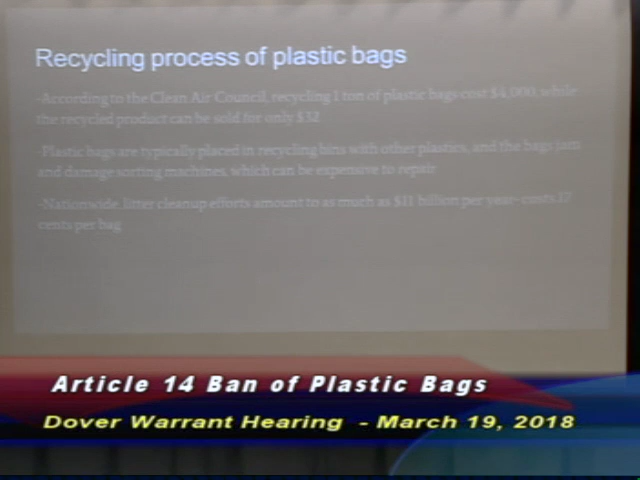 Recycling process of plastic bags
-According to the Clean Air Council, recycling 1 ton of plastic bags cost $4,000, while
the recycled product can be sold for only $32
-Plastic bags are typically placed in recycling bins with other plastics, and the bags jam
and damage sorting machines, which can be expensive to repair
-Nationwide, litter cleanup efforts amount to as much as $11 billion per year- costs 17
cents per bag
Article 14 Ban of Plastic Bags
Dover Warrant Hearing - March 19, 2018